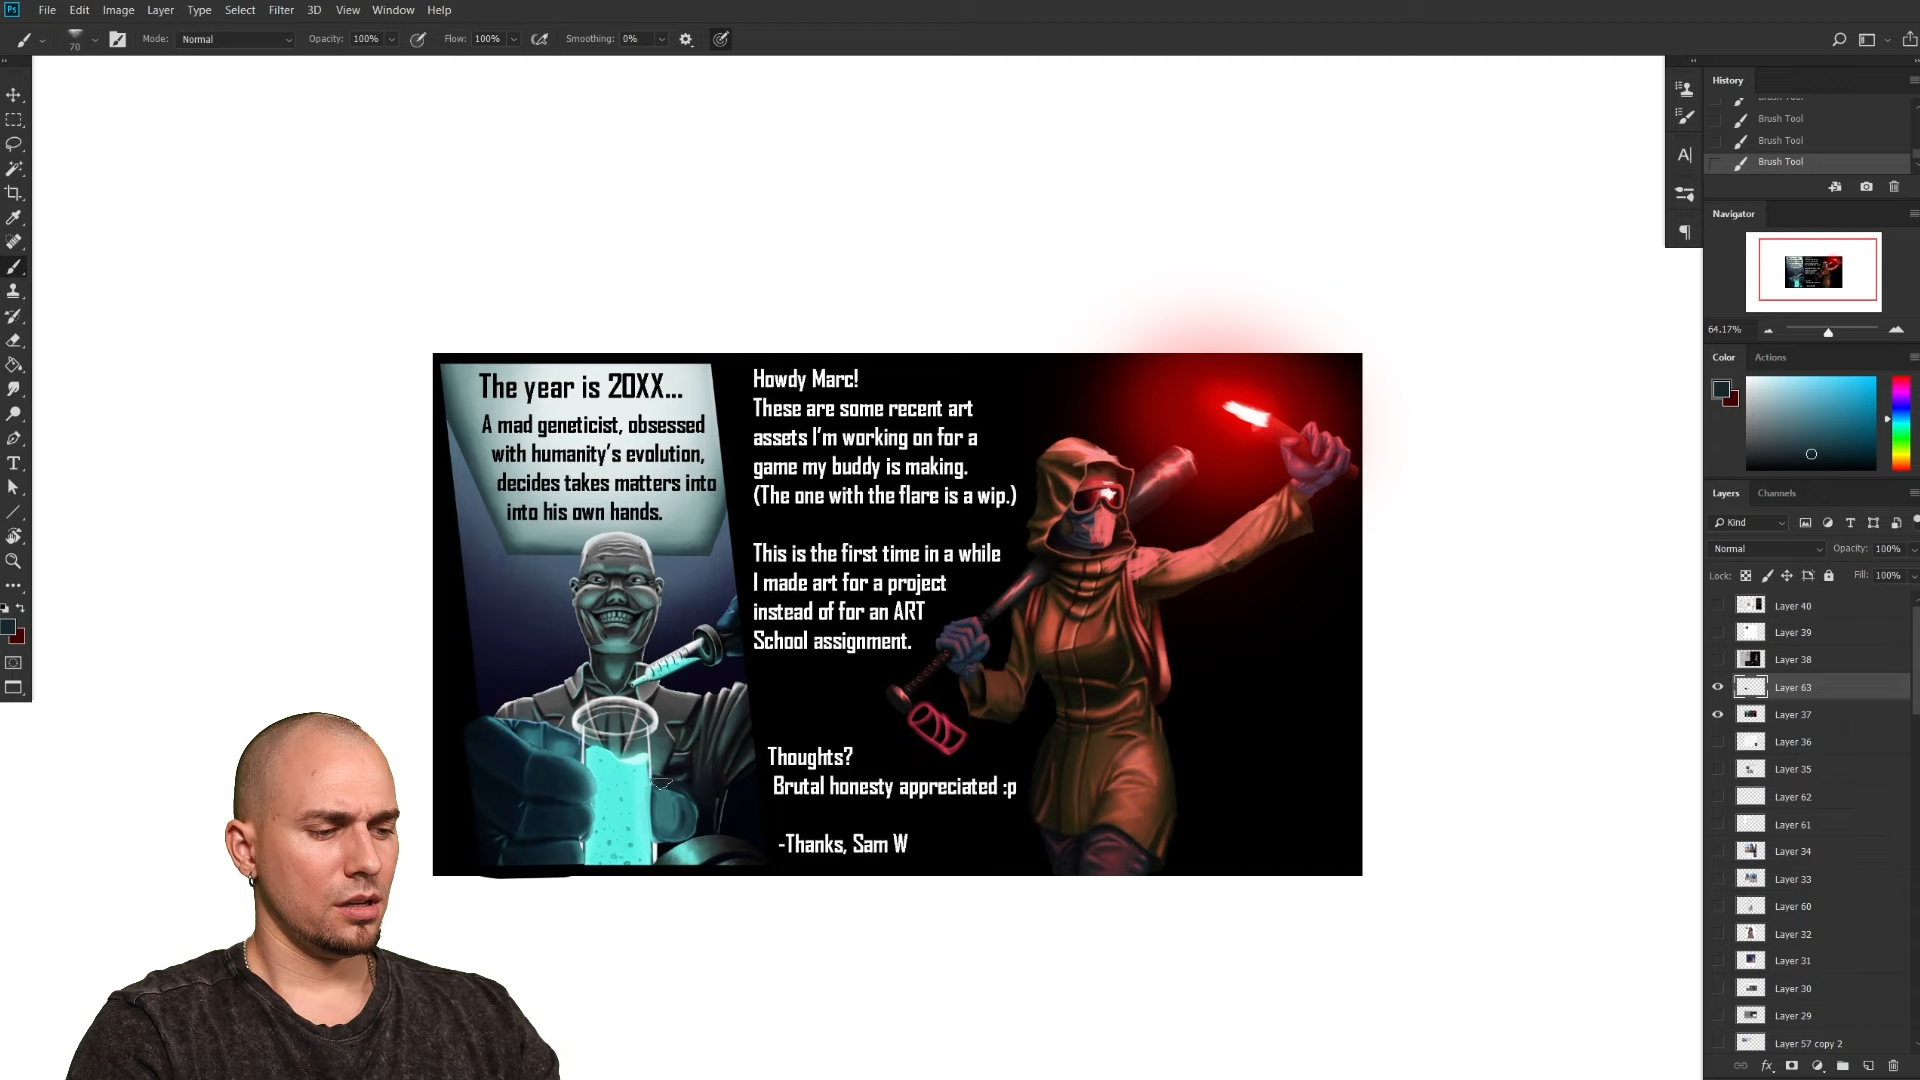 Ps File Edit Image Layer Type Select Filter 3D View Window Help
70 Mode: Normal Opacity: 100% Flow: 100% Smoothing: 0%
History
Brush Tool
Brush Tool
Brush Tool
Brush Tool
Navigator
64.17%
Color Actions
Layers Channels
Kind
Normal Opacity: 100%
Lock: Fill: 100%
Layer 40
Layer 39
Layer 38
Layer 63
Layer 37
Layer 36
Layer 35
Layer 62
Layer 61
Layer 34
Layer 33
Layer 60
Layer 32
Layer 31
Layer 30
Layer 29
Layer 57 copy 2
fx
The year is 20XX...
A mad geneticist, obsessed
with humanity's evolution,
decides takes matters into
into his own hands.
Howdy Marc!
These are some recent art
assets I'm working on for a
game my buddy is making.
(The one with the flare is a wip.)
This is the first time in a while
I made art for a project
instead of for an ART
School assignment.
Thoughts?
Brutal honesty appreciated :p
-Thanks, Sam W